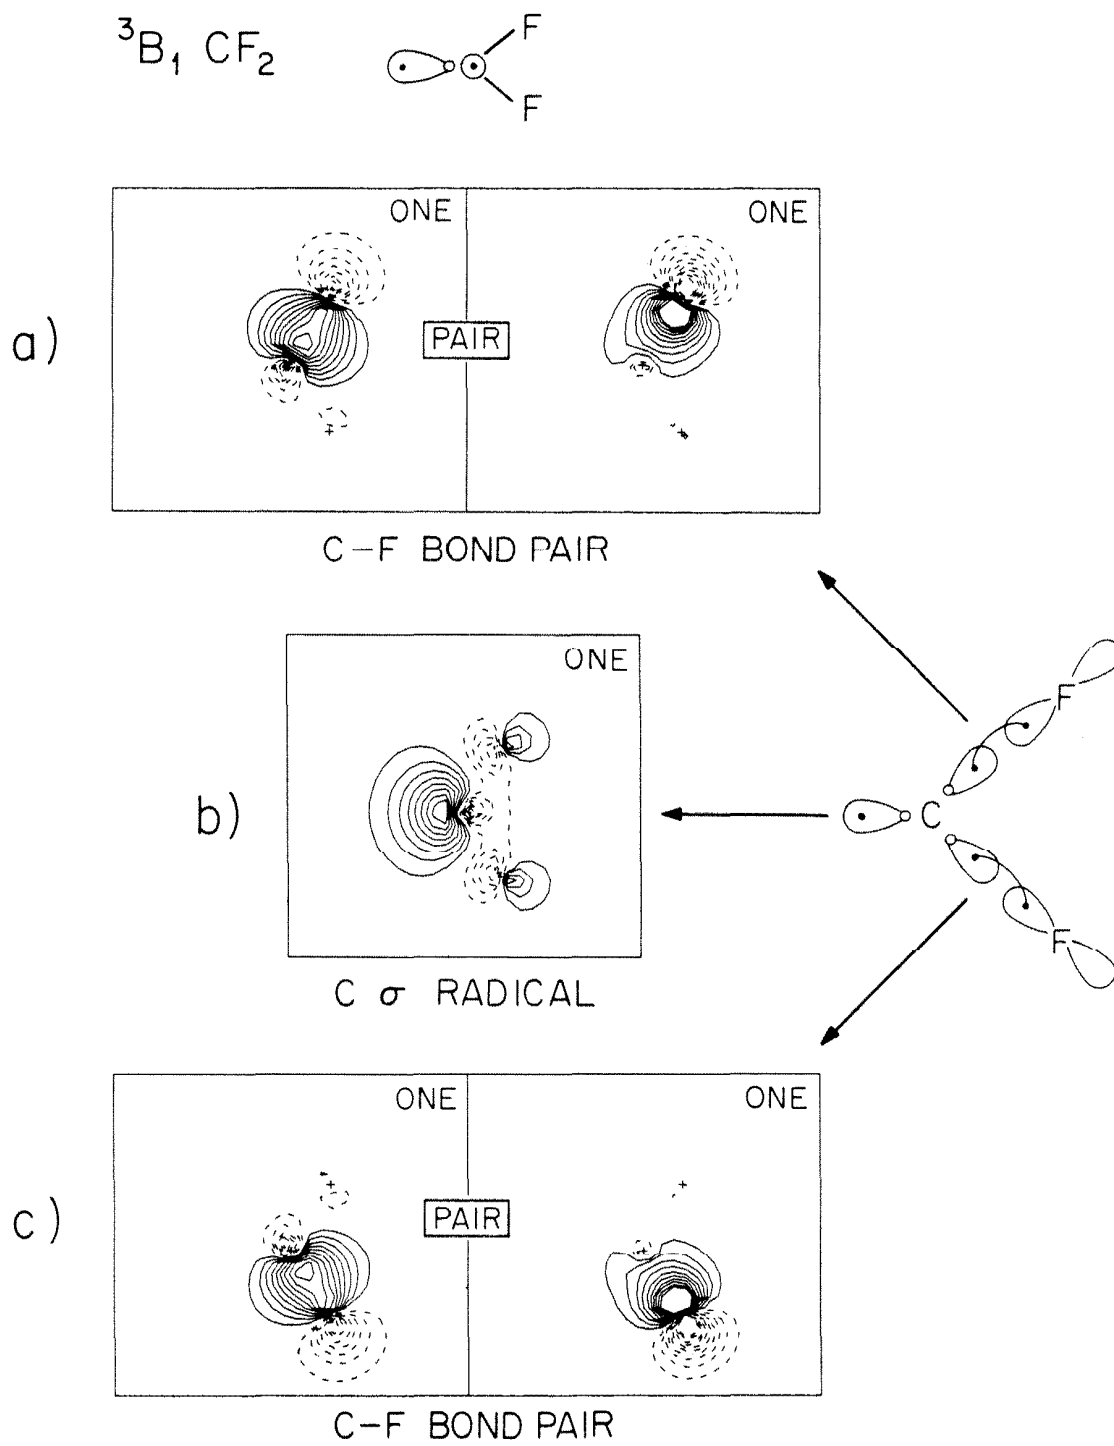 ³B₁ CF₂
F
F
a)
ONE
ONE
PAIR
C–F BOND PAIR
b)
ONE
C σ RADICAL
F
C
F
c)
ONE
ONE
PAIR
C–F BOND PAIR